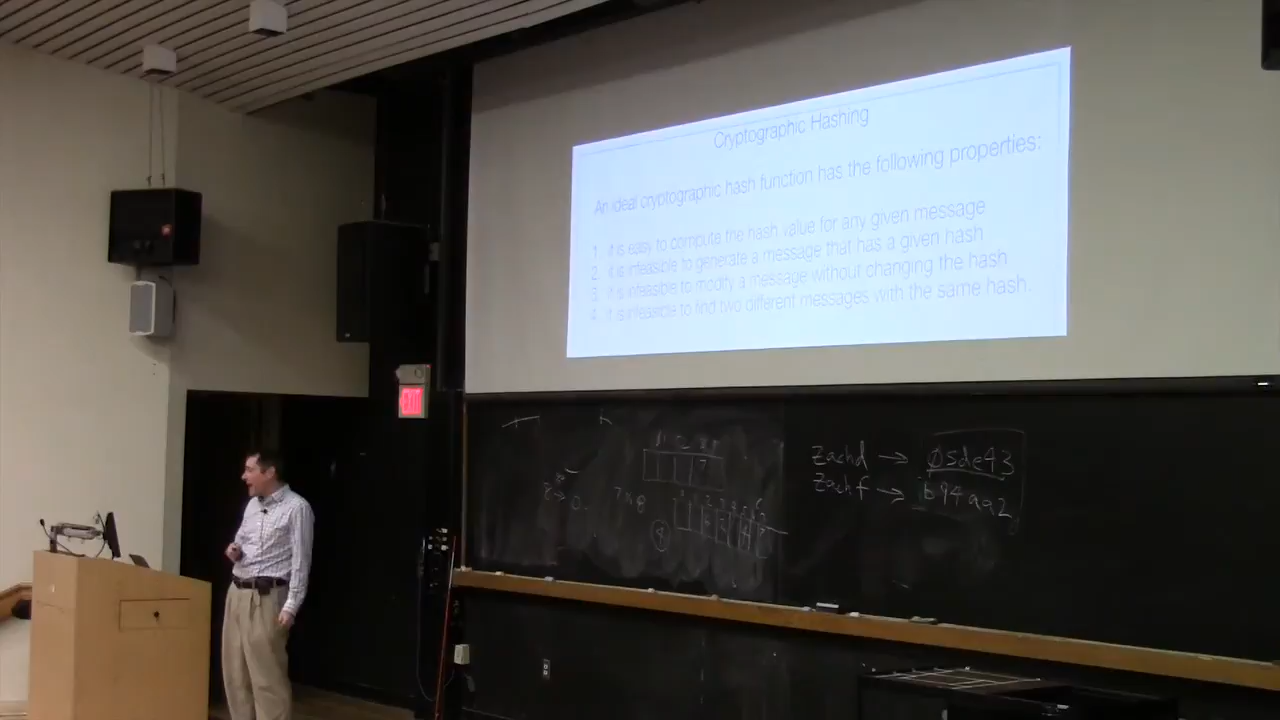 Cryptographic Hashing
An ideal cryptographic hash function has the following properties:
1. it is easy to compute the hash value for any given message
2. it is infeasible to generate a message that has a given hash
3. it is infeasible to modify a message without changing the hash
4. it is infeasible to find two different messages with the same hash.
EXIT
Zachd → 05de43
Zachf → b94aa2